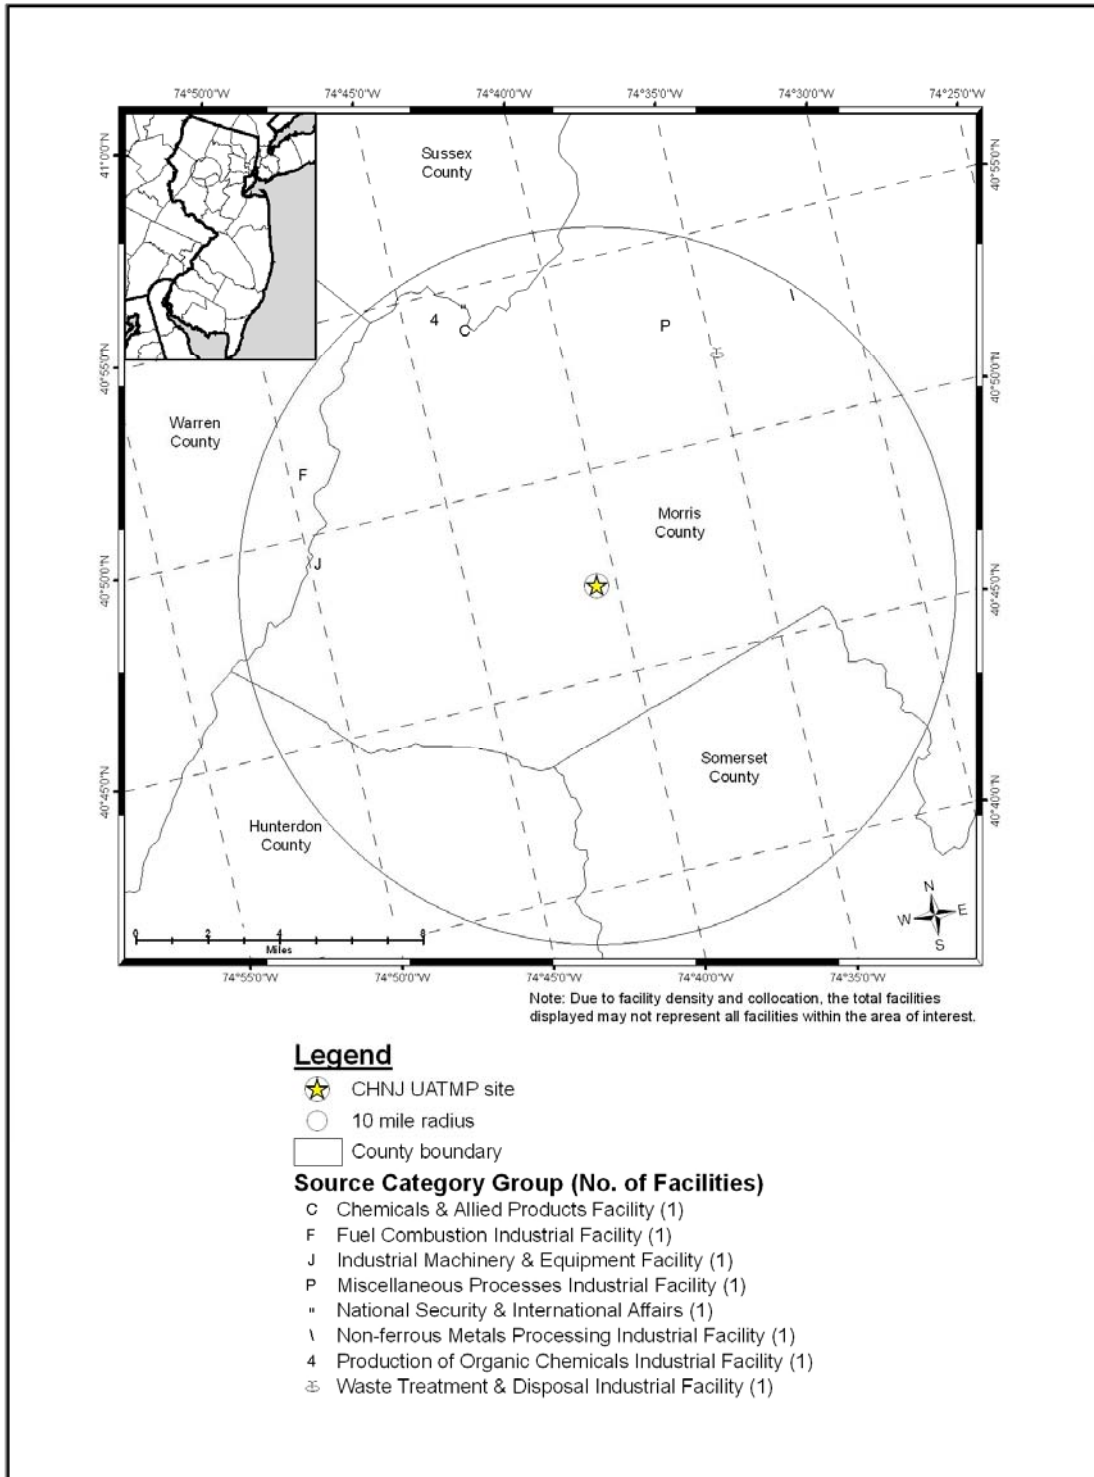 74°50'0"W 74°45'0"W 74°40'0"W 74°35'0"W 74°30'0"W 74°25'0"W
41°0'0"N
40°55'0"N
Sussex
County
4
C
P
40°55'0"N
40°50'0"N
Warren
County
F
Morris
County
J
40°50'0"N
40°45'0"N
Somerset
County
40°45'0"N
40°40'0"N
Hunterdon
County
N
W E
S
0 2 4 8
Miles
74°55'0"W 74°50'0"W 74°45'0"W 74°40'0"W 74°35'0"W
Note: Due to facility density and collocation, the total facilities
displayed may not represent all facilities within the area of interest.
Legend
CHNJ UATMP site
10 mile radius
County boundary
Source Category Group (No. of Facilities)
C Chemicals & Allied Products Facility (1)
F Fuel Combustion Industrial Facility (1)
J Industrial Machinery & Equipment Facility (1)
P Miscellaneous Processes Industrial Facility (1)
" National Security & International Affairs (1)
\ Non-ferrous Metals Processing Industrial Facility (1)
4 Production of Organic Chemicals Industrial Facility (1)
Waste Treatment & Disposal Industrial Facility (1)